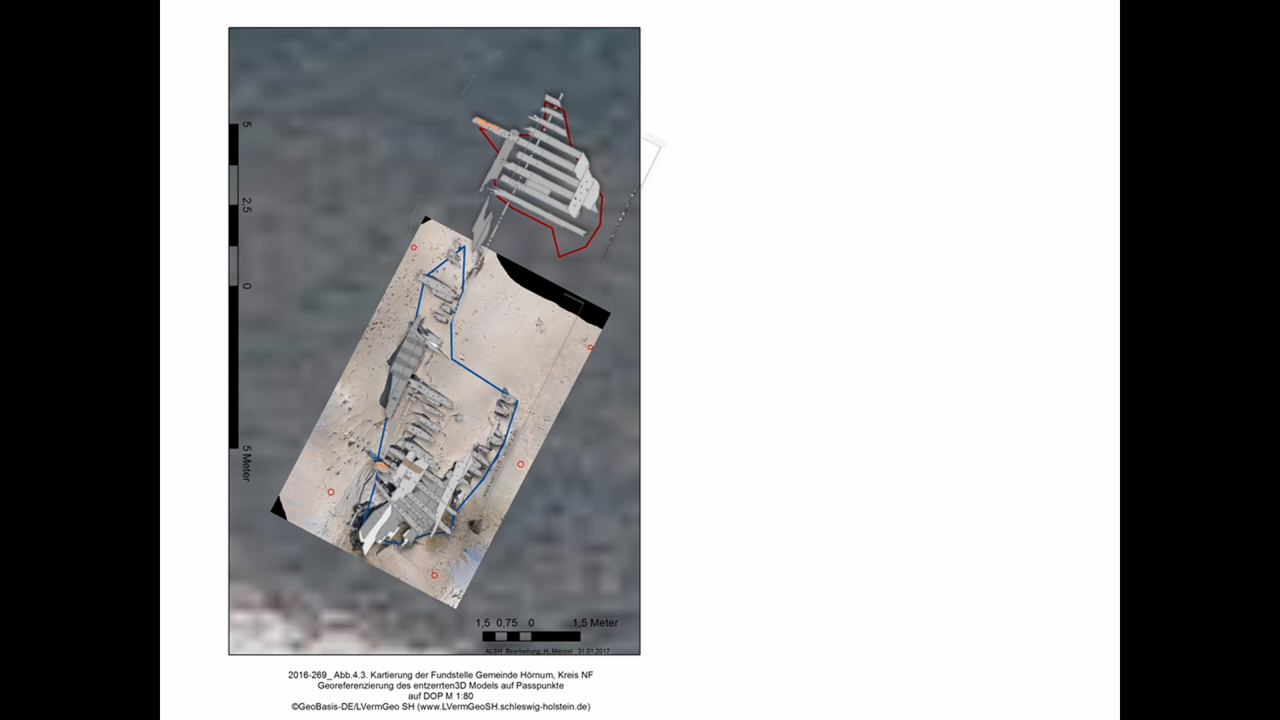 5
2,5
0
5 Meter
1,5 0,75 0 1,5 Meter
ALSH Bearbeitung: H. Menzel 31.01.2017
2016-269_ Abb.4.3. Kartierung der Fundstelle Gemeinde Hörnum, Kreis NF
Georeferenzierung des entzerrten3D Models auf Passpunkte
auf DOP M 1:80
©GeoBasis-DE/LVermGeo SH (www.LVermGeoSH.schleswig-holstein.de)